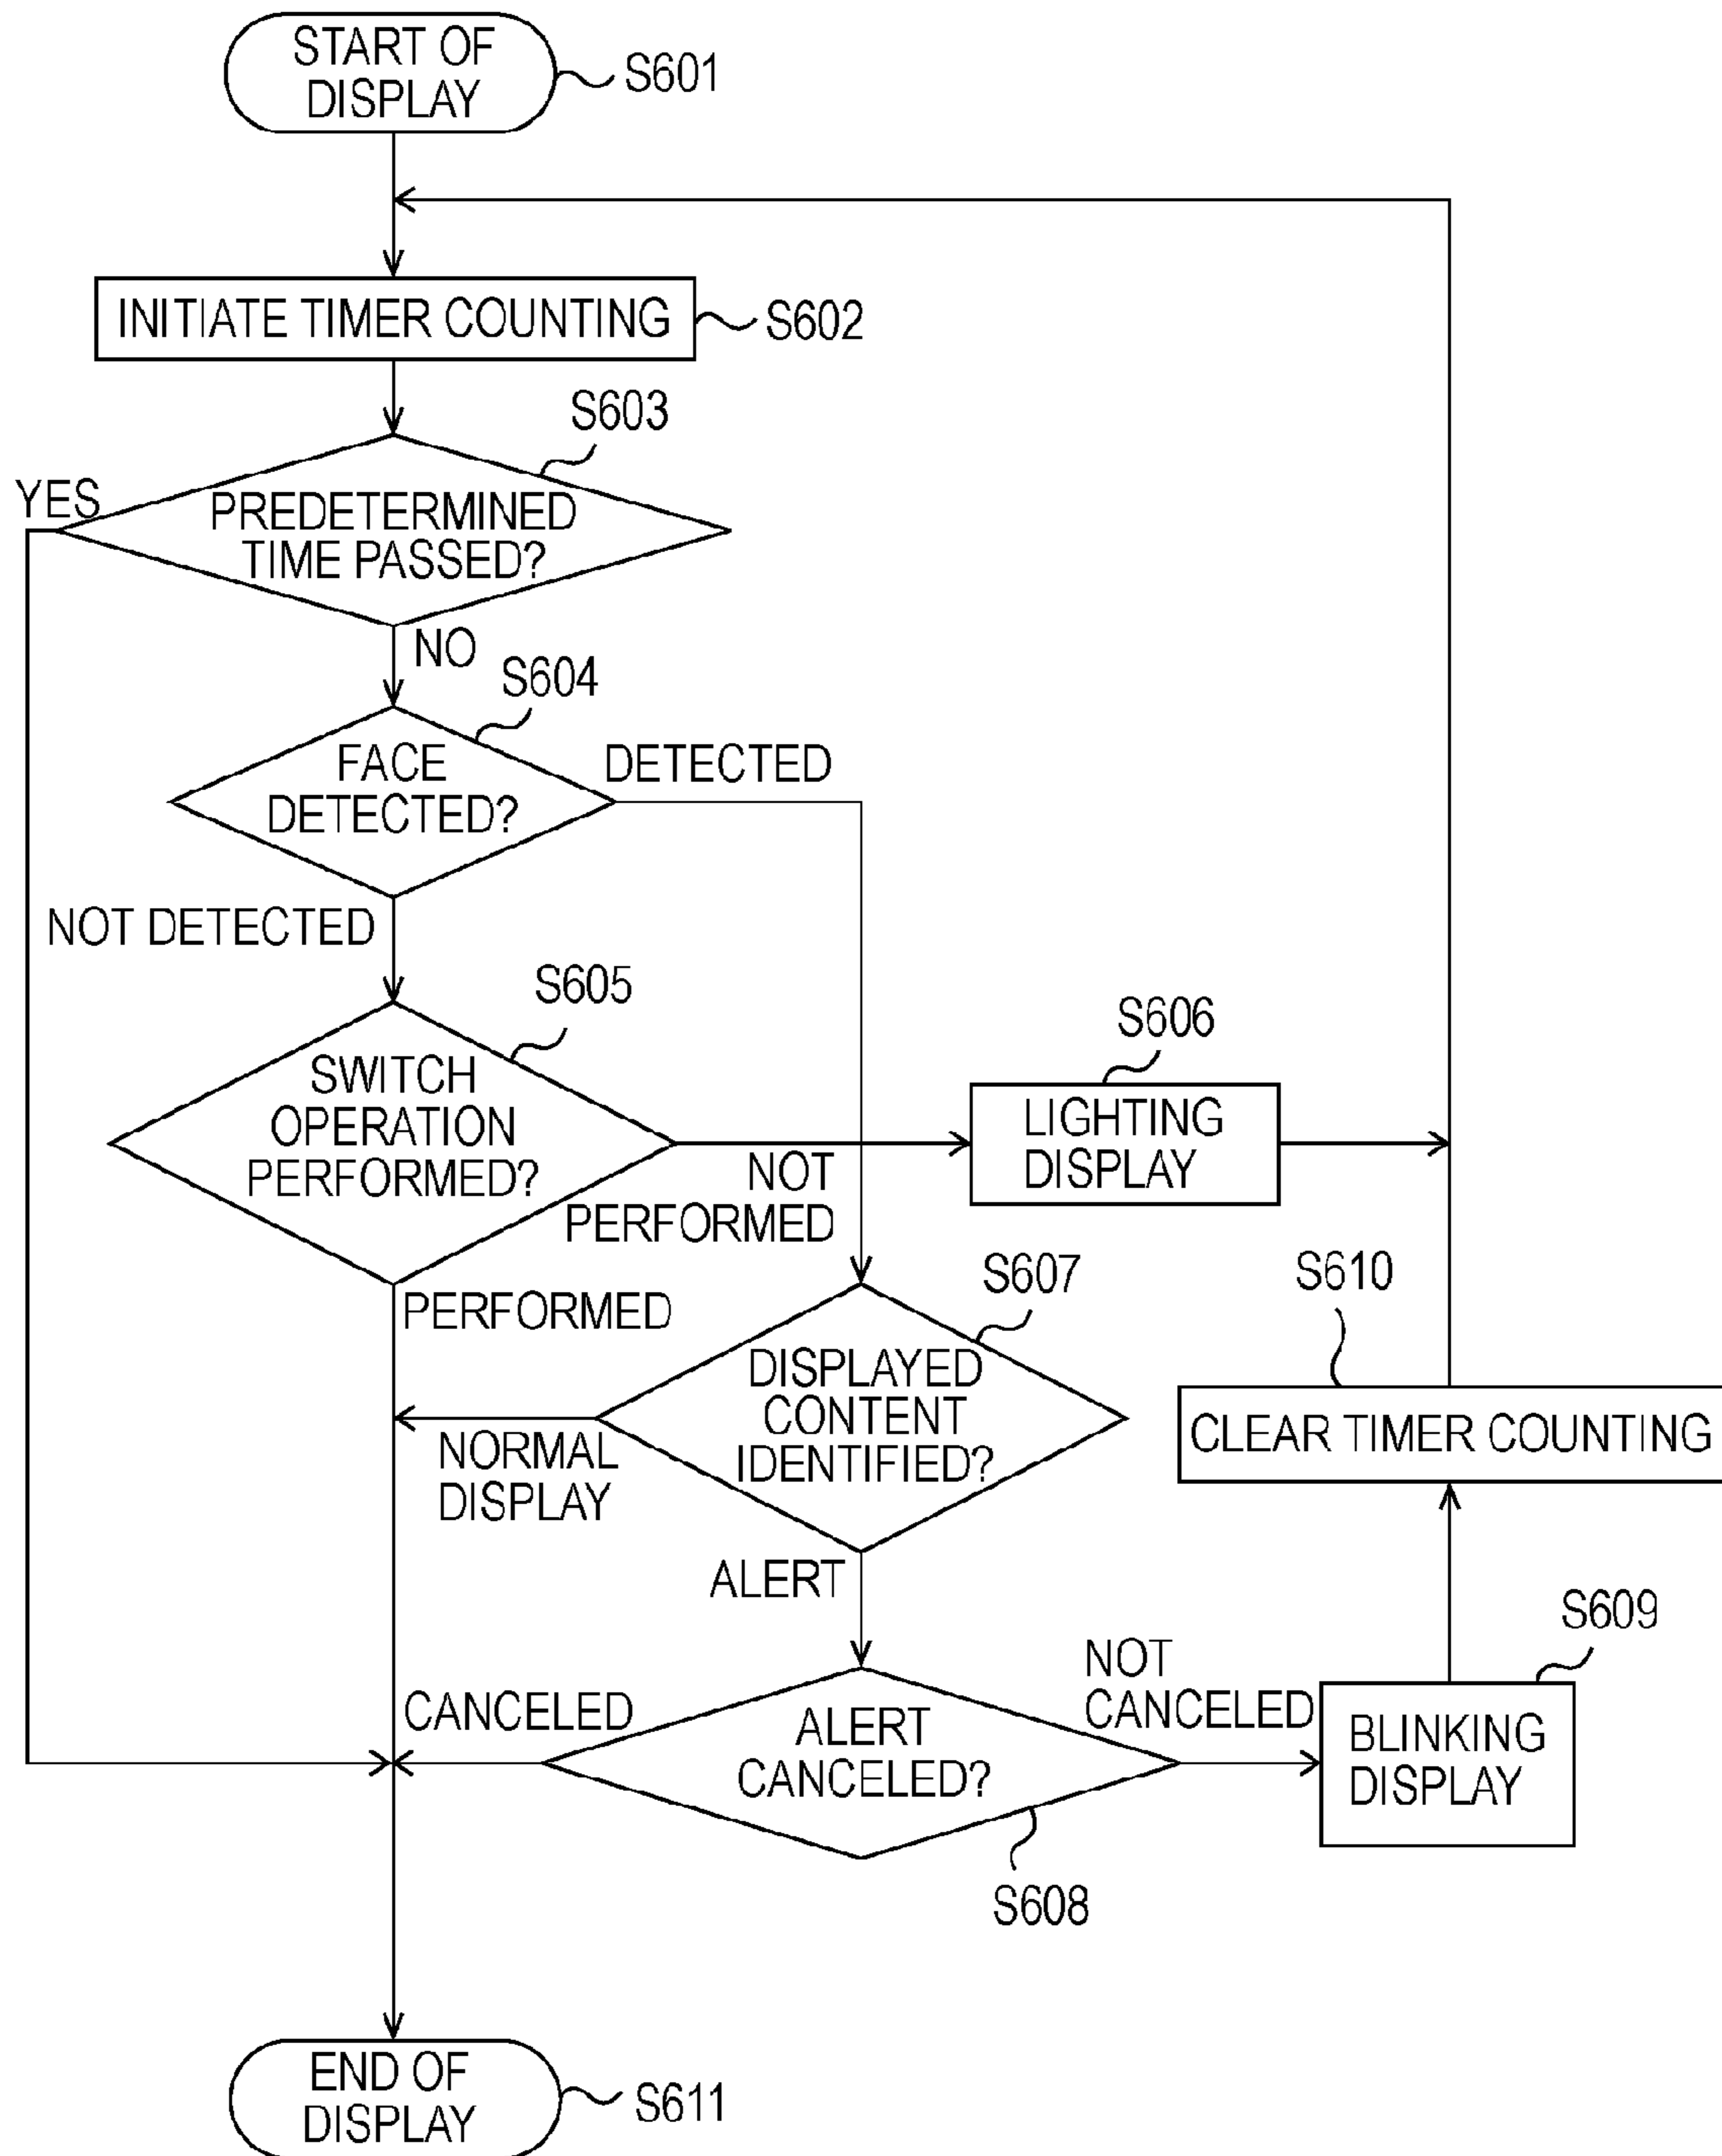 START OF
DISPLAY
S601
INITIATE TIMER COUNTING
S602
S603
YES
PREDETERMINED
TIME PASSED?
NO
S604
FACE
DETECTED?
DETECTED
NOT DETECTED
S605
SWITCH
OPERATION
PERFORMED?
NOT
PERFORMED
S606
LIGHTING
DISPLAY
PERFORMED
S607
DISPLAYED
CONTENT
IDENTIFIED?
NORMAL
DISPLAY
S610
CLEAR TIMER COUNTING
ALERT
S609
CANCELED
ALERT
CANCELED?
NOT
CANCELED
BLINKING
DISPLAY
S608
END OF
DISPLAY
S611